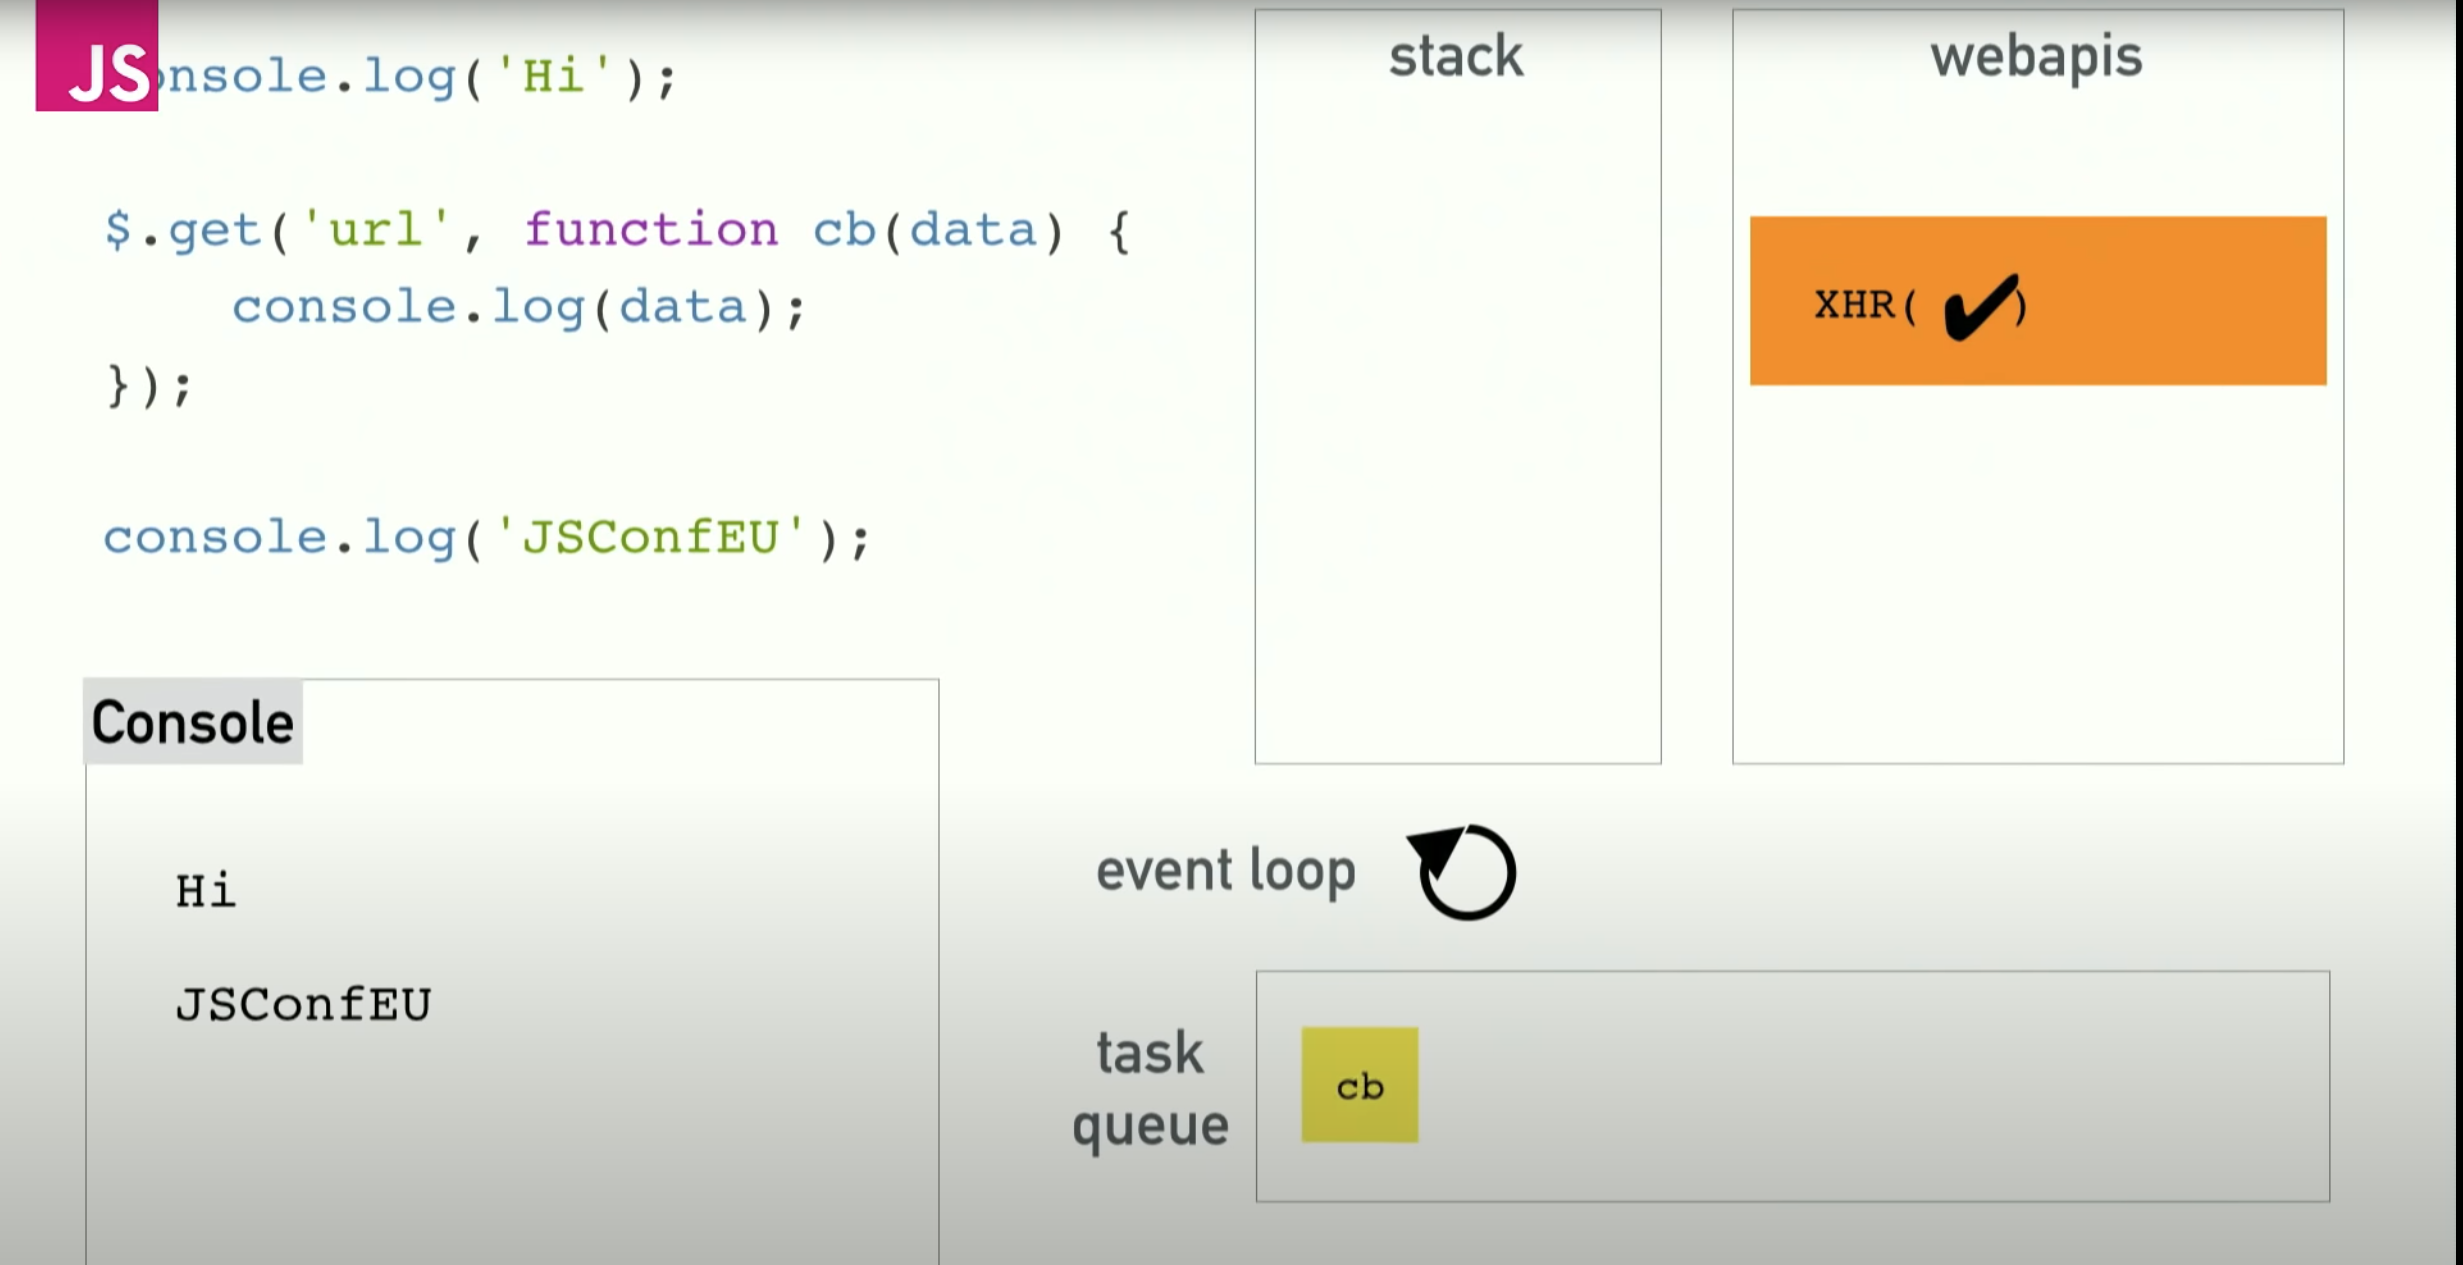 JS
onsole.log('Hi');
$.get('url', function cb(data) {
    console.log(data);
});
console.log('JSConfEU');
Console
Hi
JSConfEU
stack
webapis
XHR( ✔)
event loop
task
queue
cb